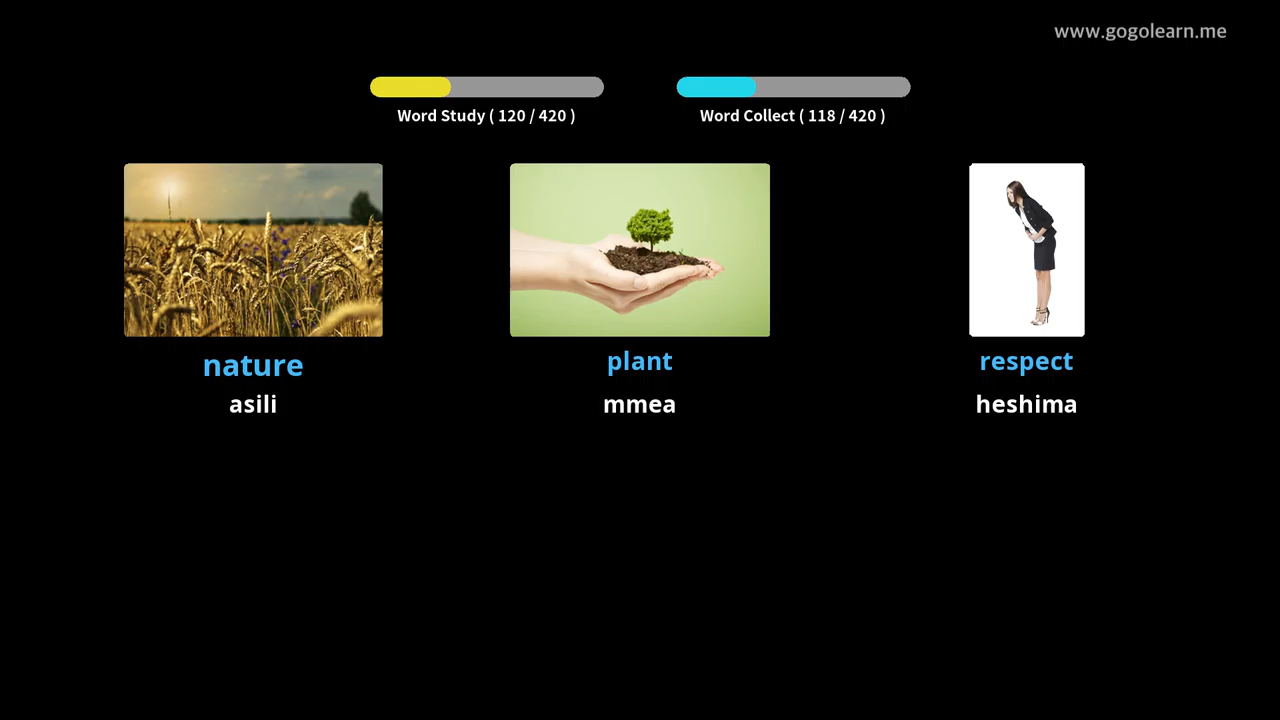 www.gogolearn.me
Word Study ( 120 / 420 )
Word Collect ( 118 / 420 )
nature
asili
plant
mmea
respect
heshima